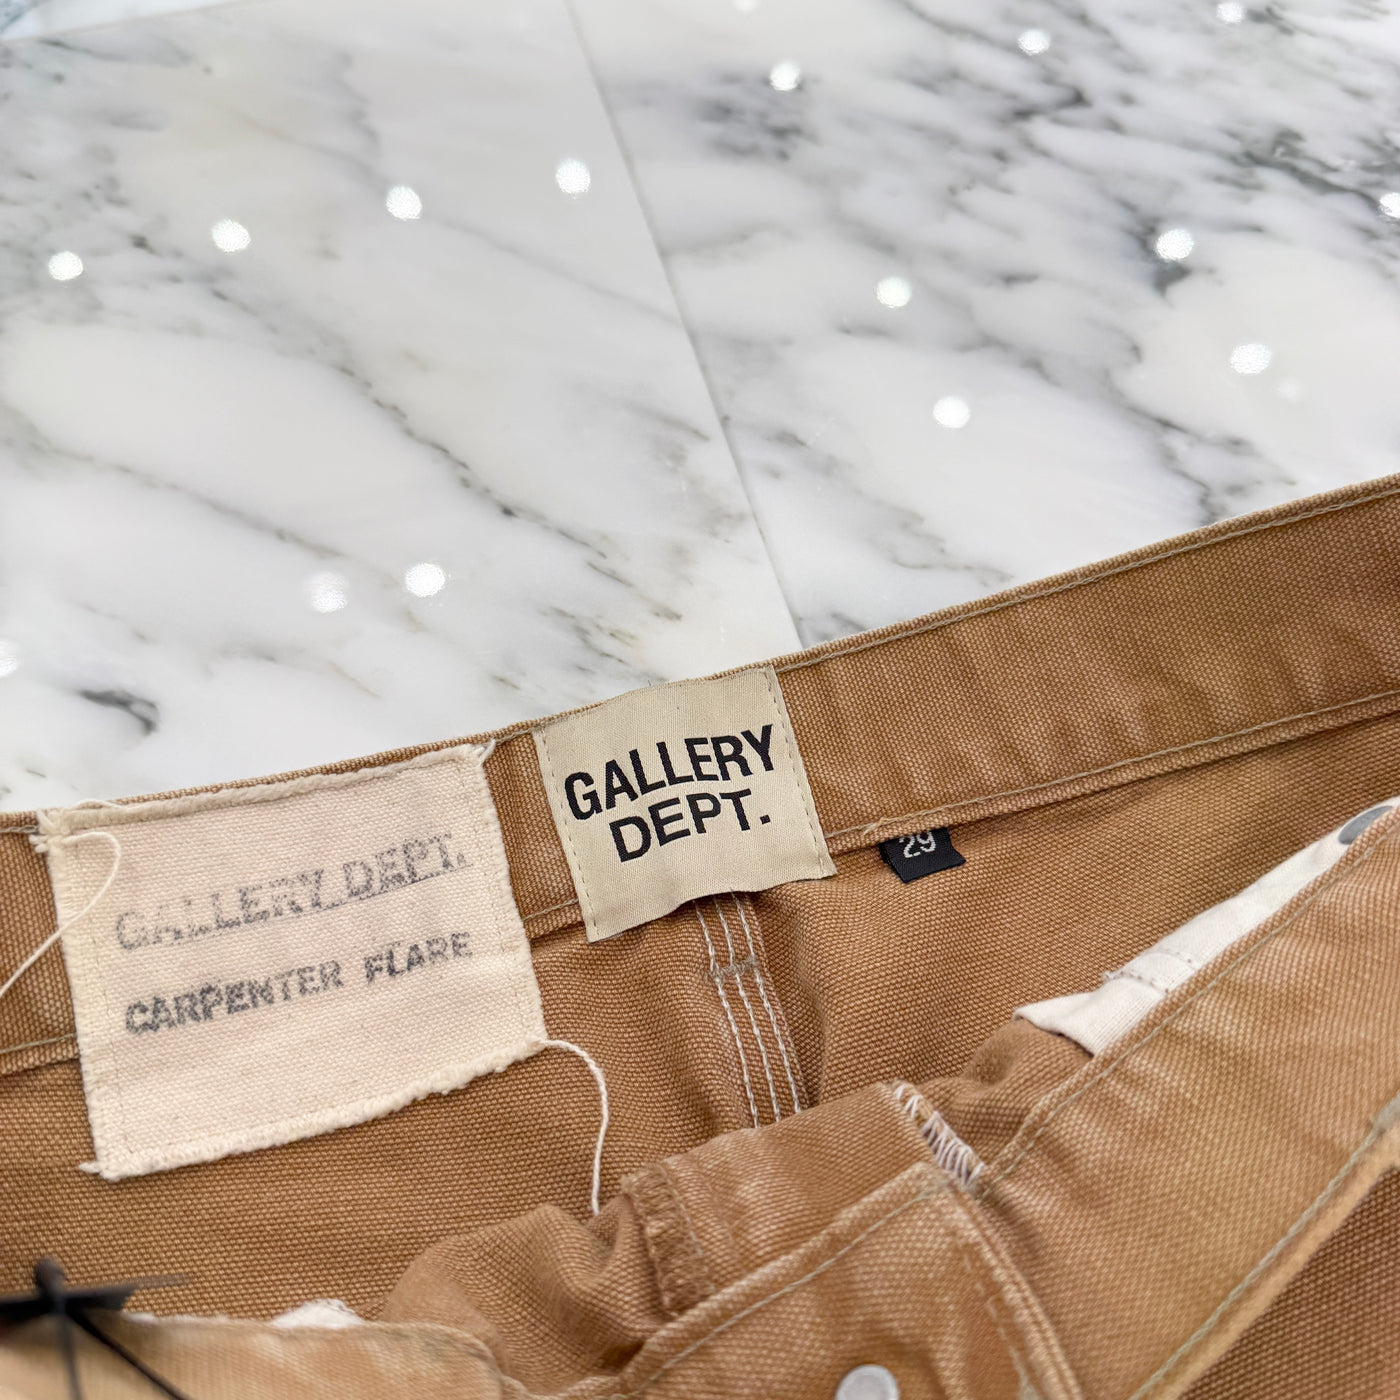 GALLERY DEPT.
CARPENTER FLARE
GALLERY
DEPT.
29